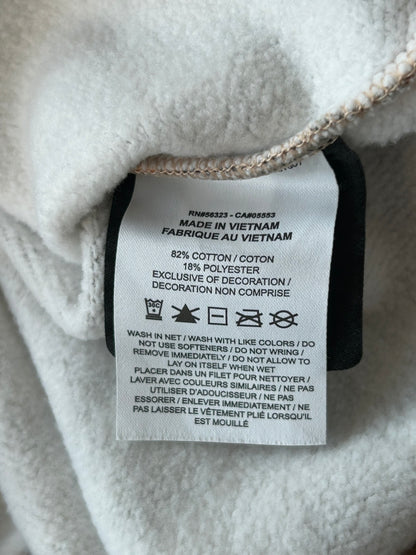 RN#56323 - CA#05553
MADE IN VIETNAM
FABRIQUE AU VIETNAM
82% COTTON / COTON
18% POLYESTER
EXCLUSIVE OF DECORATION /
DECORATION NON COMPRISE
WASH IN NET / WASH WITH LIKE COLORS / DO
NOT USE SOFTENERS / DO NOT WRING /
REMOVE IMMEDIATELY / DO NOT ALLOW TO
LAY ON ITSELF WHEN WET
PLACER DANS UN FILET POUR NETTOYER /
LAVER AVEC COULEURS SIMILAIRES / NE PAS
UTILISER D'ADOUCISSEUR / NE PAS
ESSORER / ENLEVER IMMEDIATEMENT / NE
PAS LAISSER LE VÊTEMENT PLIÉ LORSQU'IL
EST MOUILLÉ